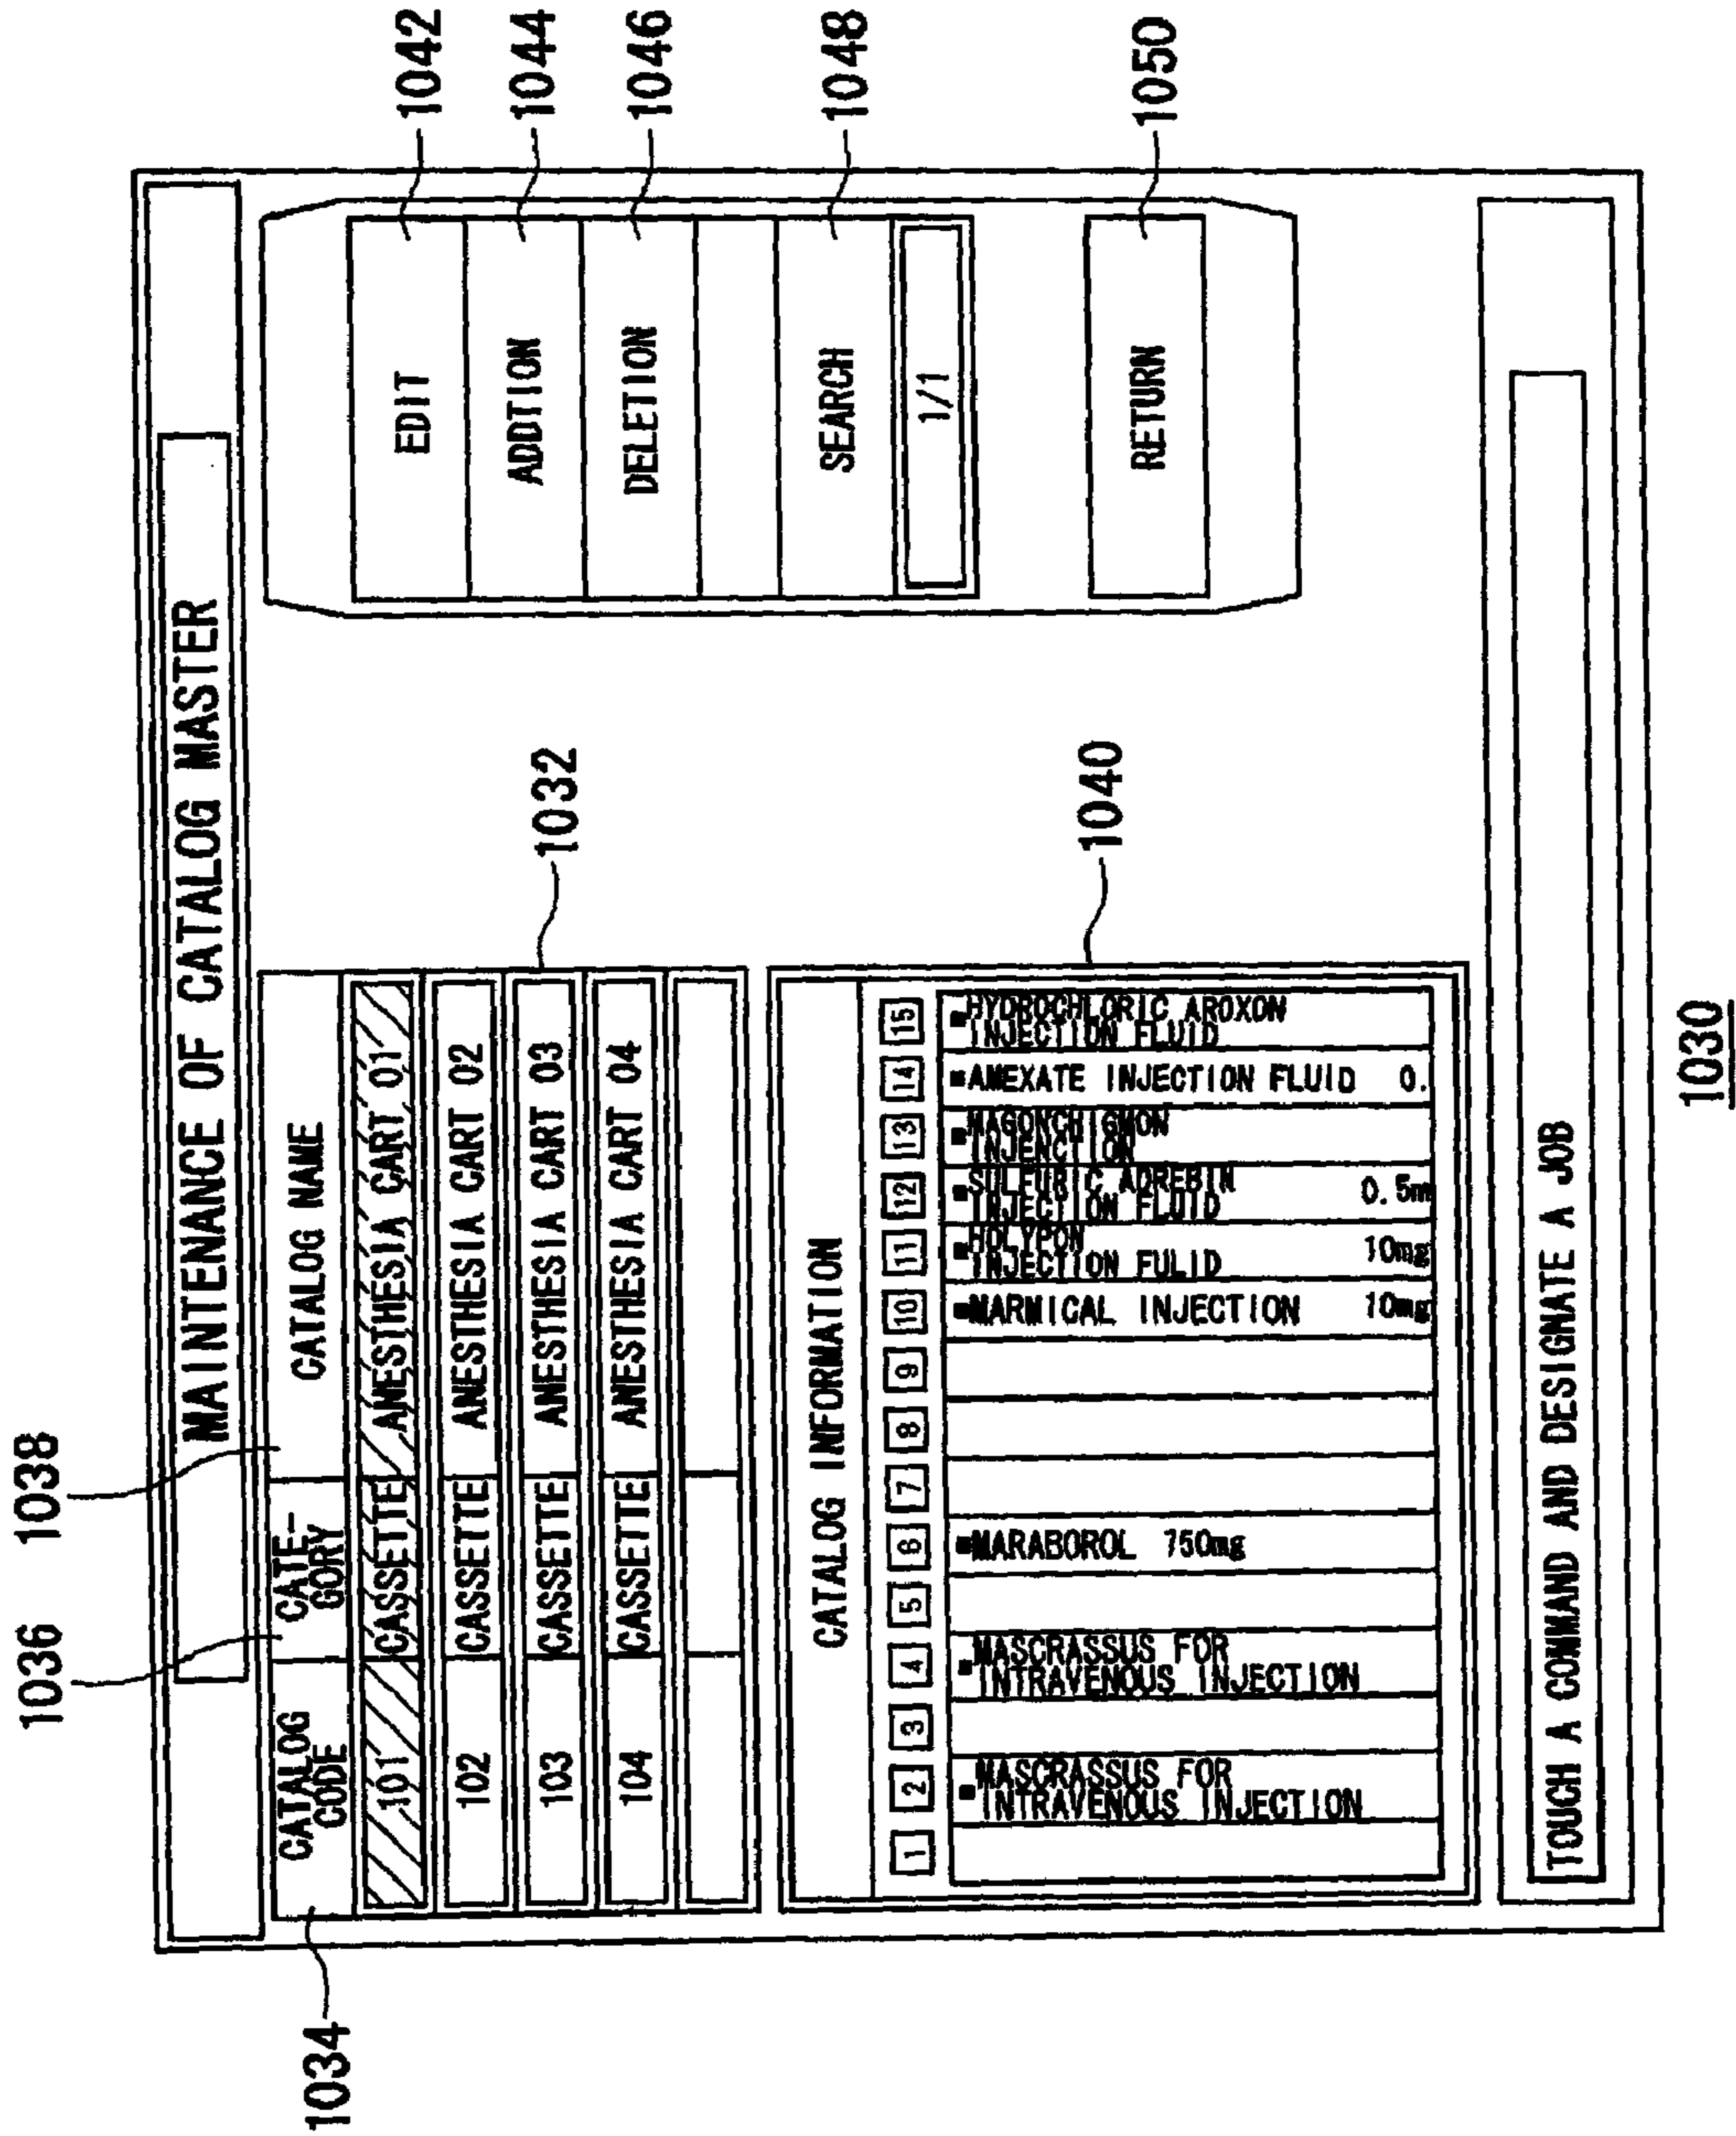 1036
1038
MAINTENANCE OF CATALOG MASTER
1034
CATALOG
CODE
CATE-
GORY
CATALOG NAME
101 CASSETTE ANESTHESIA CART 01
102 CASSETTE ANESTHESIA CART 02
103 CASSETTE ANESTHESIA CART 03
104 CASSETTE ANESTHESIA CART 04
1032
EDIT
1042
ADDTION
1044
DELETION
1046
SEARCH
1048
1/1
RETURN
1050
CATALOG INFORMATION
1040
1
2 MASCRASSUS FOR
INTRAVENOUS INJECTION
3
4 MASCRASSUS FOR
INTRAVENOUS INJECTION
5
6 MARABOROL 750mg
7
8
9
10 MARMICAL INJECTION 10mg
11 HOLYPON
INJECTION FULID 10mg
12 SULFURIC ADREBIN
INJECTION FLUID 0.5m
13 MAGONCHIGMON
INJENCTION
14 AMEXATE INJECTION FLUID 0.
15 HYDROCHLORIC AROXON
INJECTION FLUID
TOUCH A COMMAND AND DESIGNATE A JOB
1030